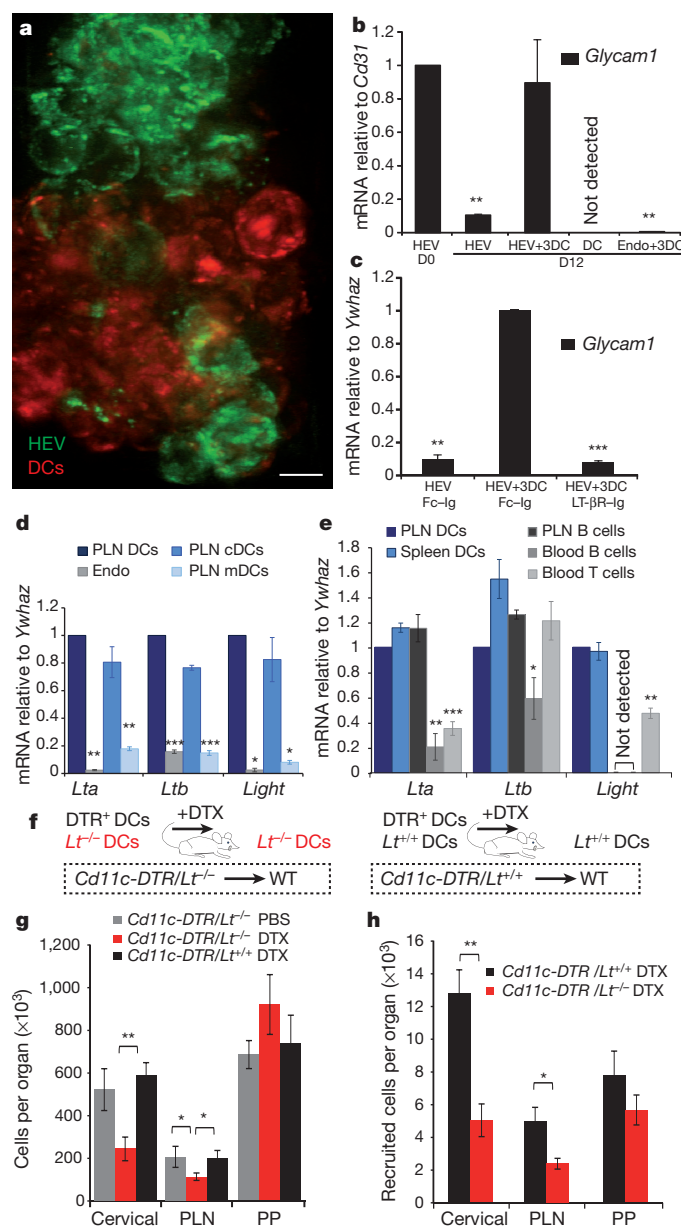 a
HEV
DCs
b
mRNA relative to Cd31
1.2
1
0.8
0.6
0.4
0.2
0
Glycam1
**
Not detected
**
HEV HEV HEV+3DC DC Endo+3DC
D0 D12
c
mRNA relative to Ywhaz
1.2
1
0.8
0.6
0.4
0.2
0
Glycam1
**
***
HEV HEV+3DC HEV+3DC
Fc–Ig Fc–Ig LT-βR–Ig
d
PLN DCs PLN cDCs
Endo PLN mDCs
mRNA relative to Ywhaz
1.2
1
0.8
0.6
0.4
0.2
0
** ** *** *** * *
Lta Ltb Light
e
PLN DCs PLN B cells
Spleen DCs Blood B cells
Blood T cells
mRNA relative to Ywhaz
1.8
1.6
1.4
1.2
1
0.8
0.6
0.4
0.2
0
** *** * Not detected **
Lta Ltb Light
f
DTR+ DCs +DTX
Lt−/− DCs Lt−/− DCs
Cd11c-DTR/Lt−/− WT
DTR+ DCs +DTX
Lt+/+ DCs Lt+/+ DCs
Cd11c-DTR/Lt+/+ WT
g
Cd11c-DTR/Lt−/− PBS
Cd11c-DTR/Lt−/− DTX
Cd11c-DTR/Lt+/+ DTX
Cells per organ (×10³)
1,200
1,000
800
600
400
200
0
** * *
Cervical PLN PP
h
Cd11c-DTR /Lt+/+ DTX
Cd11c-DTR /Lt−/− DTX
Recruited cells per organ (×10³)
16
14
12
10
8
6
4
2
0
** *
Cervical PLN PP